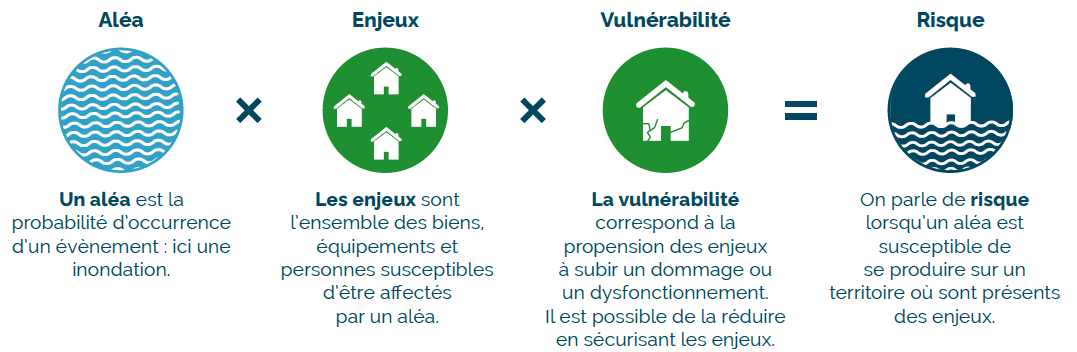 Aléa
Enjeux
Vulnérabilité
Risque
×
×
=
Un aléa est la
probabilité d'occurrence
d'un évènement : ici une
inondation.
Les enjeux sont
l'ensemble des biens,
équipements et
personnes susceptibles
d'être affectés
par un aléa.
La vulnérabilité
correspond à la
propension des enjeux
à subir un dommage ou
un dysfonctionnement.
Il est possible de la réduire
en sécurisant les enjeux.
On parle de risque
lorsqu'un aléa est
susceptible de
se produire sur un
territoire où sont présents
des enjeux.